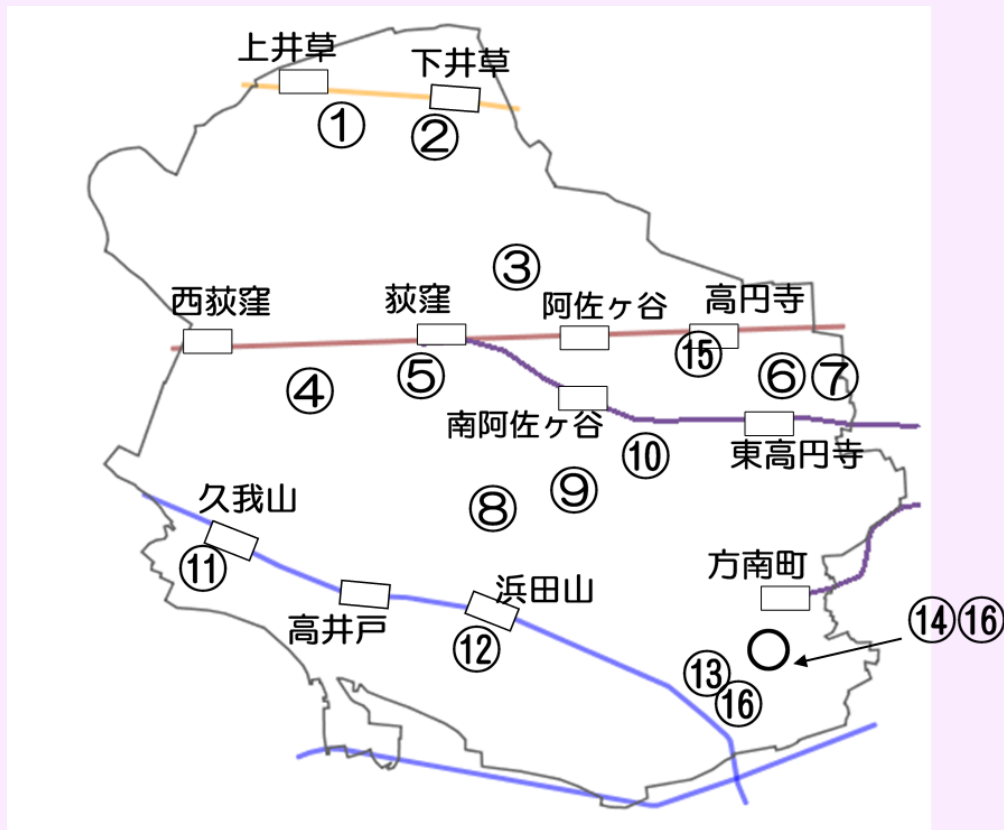 上井草
下井草
①
②
③
西荻窪
荻窪
阿佐ヶ谷
高円寺
⑮
④
⑤
⑥⑦
南阿佐ヶ谷
⑩
東高円寺
⑨
⑧
久我山
⑪
高井戸
浜田山
⑫
方南町
⑭⑯
⑬
⑯